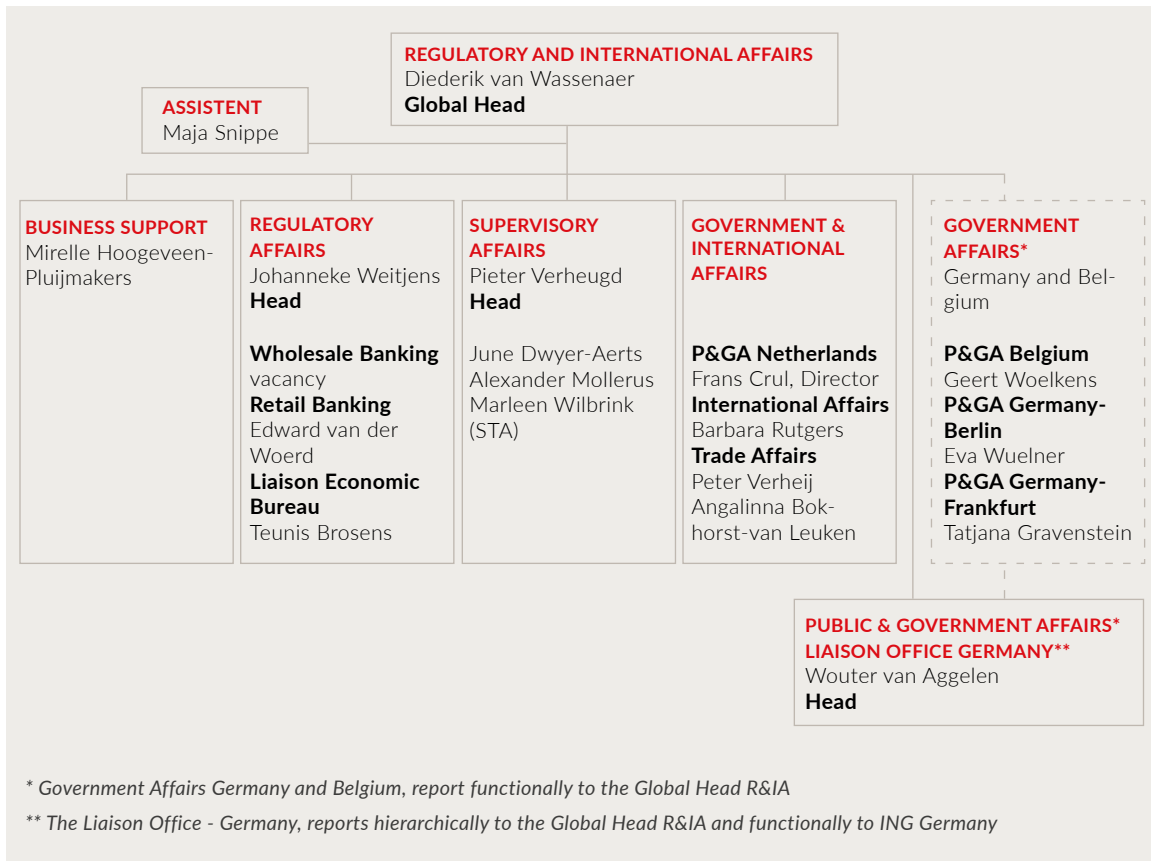 REGULATORY AND INTERNATIONAL AFFAIRS
Diederik van Wassenaer
Global Head
ASSISTENT
Maja Snippe
BUSINESS SUPPORT
Mirelle Hoogeveen-
Pluijmakers
REGULATORY
AFFAIRS
Johanneke Weitjens
Head
Wholesale Banking
vacancy
Retail Banking
Edward van der
Woerd
Liaison Economic
Bureau
Teunis Brosens
SUPERVISORY
AFFAIRS
Pieter Verheugd
Head
June Dwyer-Aerts
Alexander Mollerus
Marleen Wilbrink
(STA)
GOVERNMENT &
INTERNATIONAL
AFFAIRS
P&GA Netherlands
Frans Crul, Director
International Affairs
Barbara Rutgers
Trade Affairs
Peter Verheij
Angalinna Bok-
horst-van Leuken
GOVERNMENT
AFFAIRS*
Germany and Bel-
gium
P&GA Belgium
Geert Woelkens
P&GA Germany-
Berlin
Eva Wuelner
P&GA Germany-
Frankfurt
Tatjana Gravenstein
PUBLIC & GOVERNMENT AFFAIRS*
LIAISON OFFICE GERMANY**
Wouter van Aggelen
Head
* Government Affairs Germany and Belgium, report functionally to the Global Head R&IA
** The Liaison Office - Germany, reports hierarchically to the Global Head R&IA and functionally to ING Germany